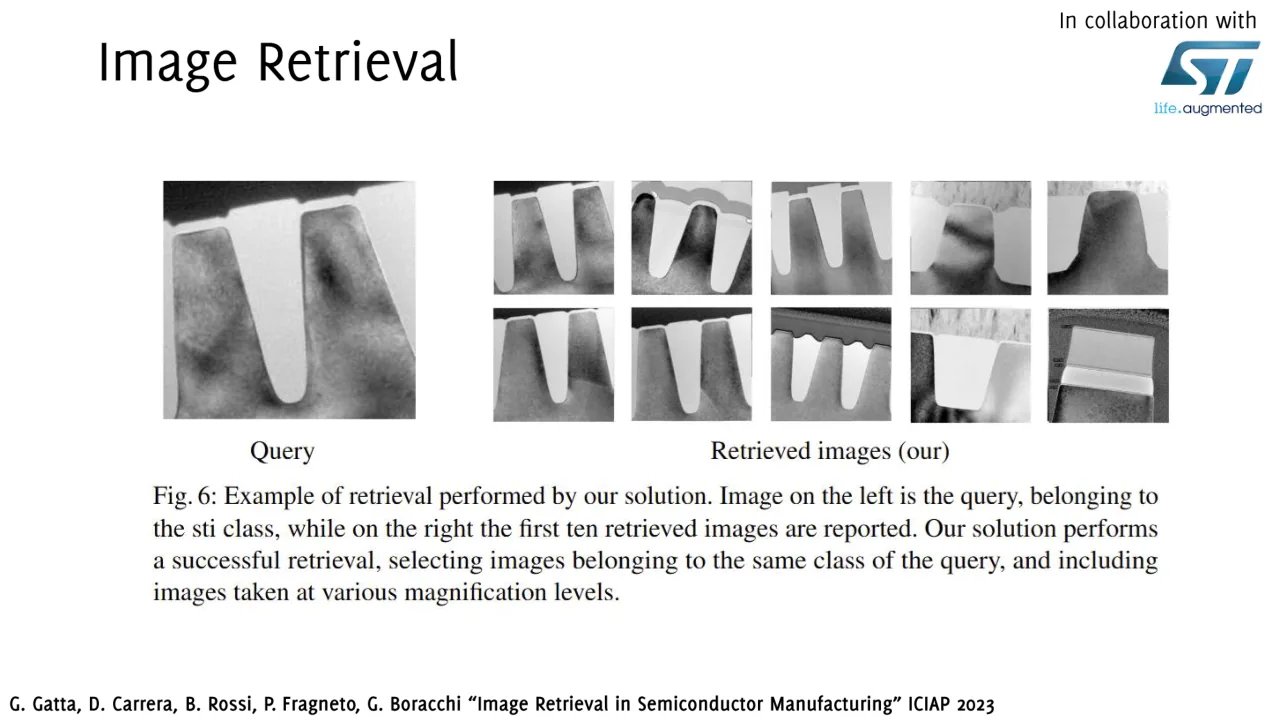 In collaboration with
Image Retrieval
ST
life.augmented
Query
Retrieved images (our)
Fig. 6: Example of retrieval performed by our solution. Image on the left is the query, belonging to
the sti class, while on the right the first ten retrieved images are reported. Our solution performs
a successful retrieval, selecting images belonging to the same class of the query, and including
images taken at various magnification levels.
G. Gatta, D. Carrera, B. Rossi, P. Fragneto, G. Boracchi “Image Retrieval in Semiconductor Manufacturing” ICIAP 2023